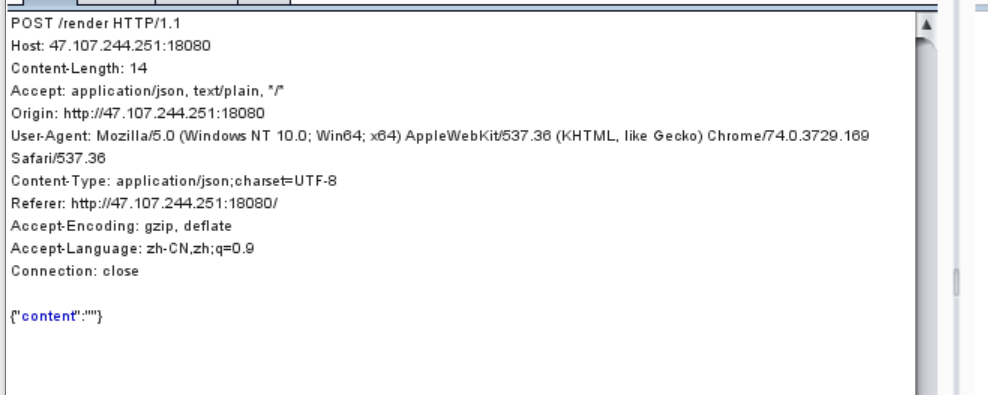 POST /render HTTP/1.1
Host: 47.107.244.251:18080
Content-Length: 14
Accept: application/json, text/plain, */*
Origin: http://47.107.244.251:18080
User-Agent: Mozilla/5.0 (Windows NT 10.0; Win64; x64) AppleWebKit/537.36 (KHTML, like Gecko) Chrome/74.0.3729.169
Safari/537.36
Content-Type: application/json;charset=UTF-8
Referer: http://47.107.244.251:18080/
Accept-Encoding: gzip, deflate
Accept-Language: zh-CN,zh;q=0.9
Connection: close
{"content":""}